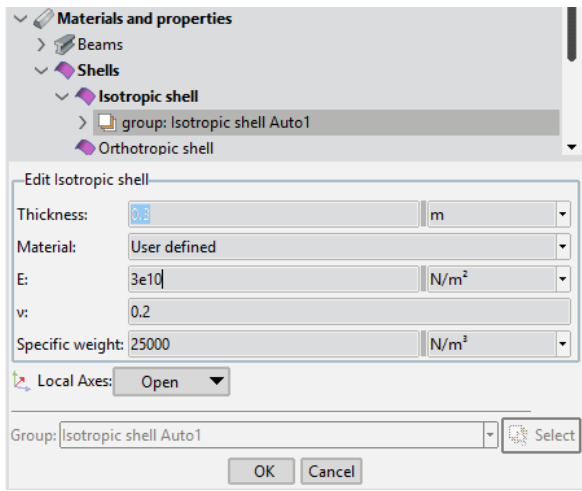 Materials and properties
Beams
Shells
Isotropic shell
group: Isotropic shell Auto1
Orthotropic shell
Edit Isotropic shell
Thickness: 0.3 m
Material: User defined
E: 3e10 N/m²
ν: 0.2
Specific weight: 25000 N/m³
Local Axes: Open
Group: Isotropic shell Auto1 Select
OK Cancel